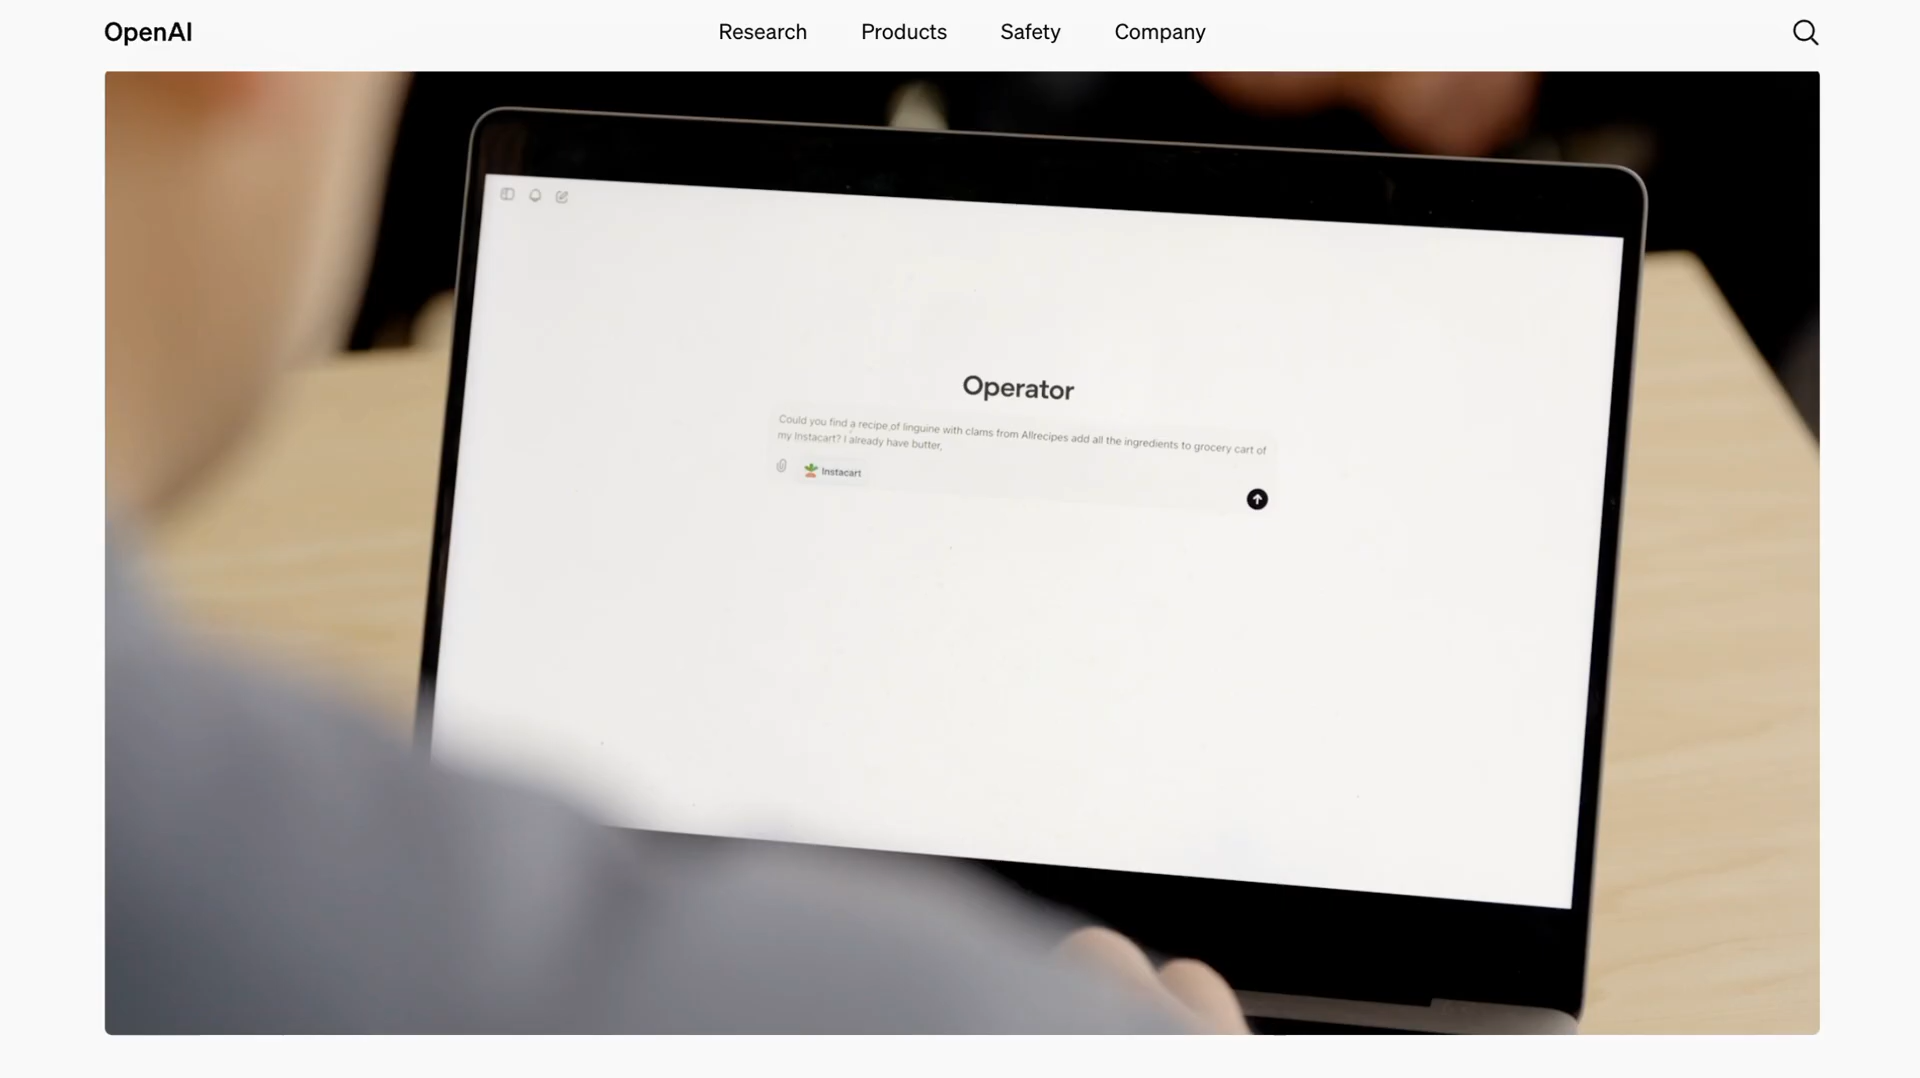 OpenAI
Research
Products
Safety
Company
Operator
Could you find a recipe of linguine with clams from Allrecipes add all the ingredients to grocery cart of
my Instacart? I already have butter,
Instacart